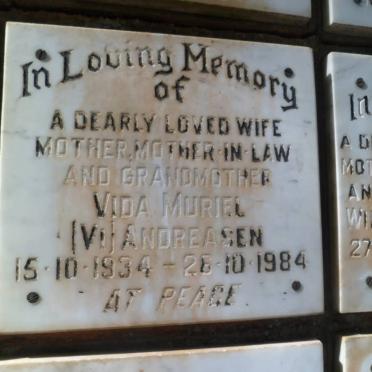 In Loving Memory
of
A DEARLY LOVED WIFE
MOTHER, MOTHER-IN-LAW
AND GRANDMOTHER
VIDA MURIEL
[VI] ANDREASEN
15·10·1934 – 28·10·1984
AT PEACE